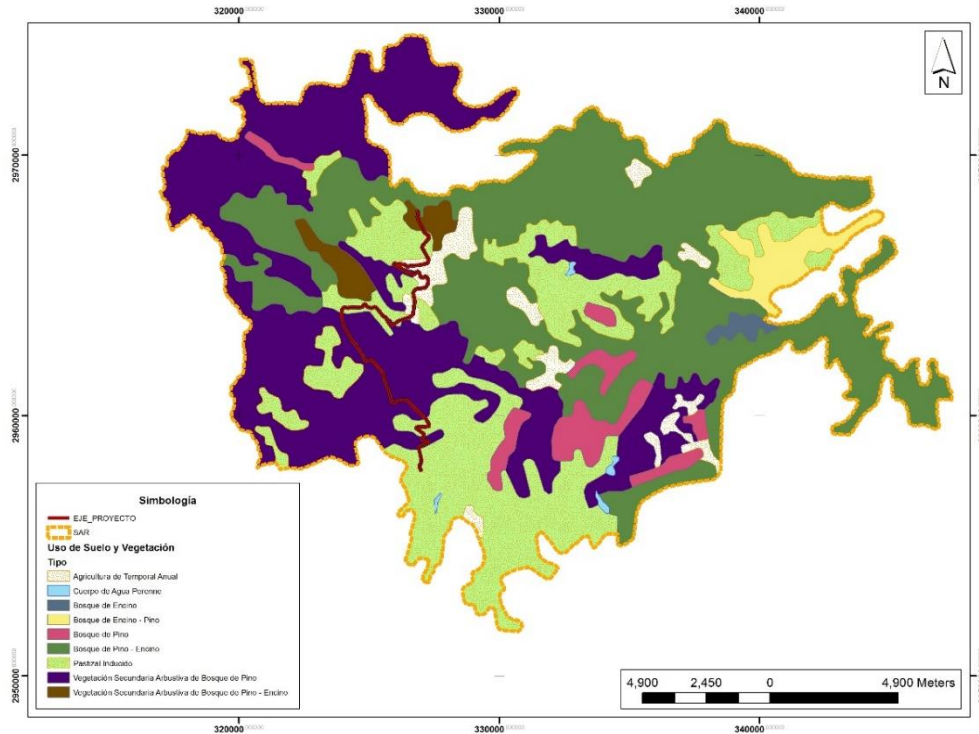 320000
330000
340000
N
2970000
2960000
2950000
Simbología
EJE_PROYECTO
SAR
Uso de Suelo y Vegetación
Tipo
Agricultura de Temporal Anual
Cuerpo de Agua Perenne
Bosque de Encino
Bosque de Encino - Pino
Bosque de Pino
Bosque de Pino - Encino
Pastizal Inducido
Vegetación Secundaria Arbustiva de Bosque de Pino
Vegetación Secundaria Arbustiva de Bosque de Pino - Encino
4,900 2,450 0 4,900 Meters
320000
330000
340000